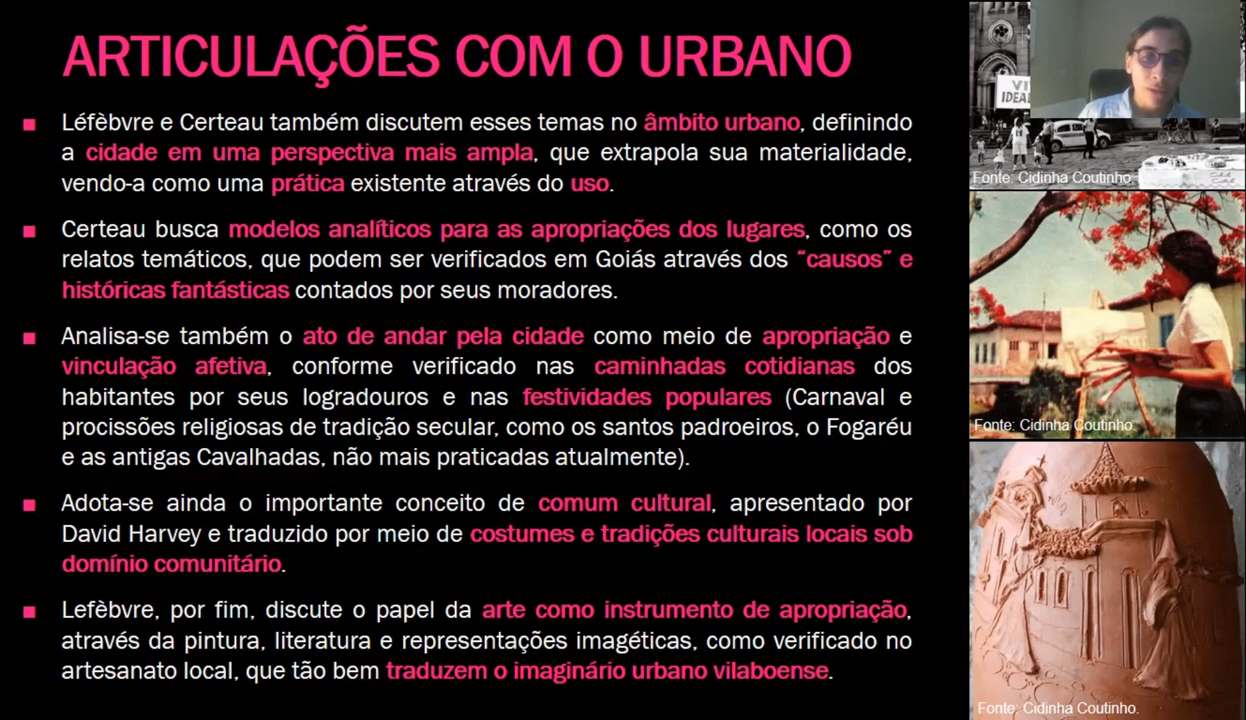 ARTICULAÇÕES COM O URBANO
Léfèbvre e Certeau também discutem esses temas no âmbito urbano, definindo
a cidade em uma perspectiva mais ampla, que extrapola sua materialidade,
vendo-a como uma prática existente através do uso.
Certeau busca modelos analíticos para as apropriações dos lugares, como os
relatos temáticos, que podem ser verificados em Goiás através dos “causos” e
históricas fantásticas contados por seus moradores.
Analisa-se também o ato de andar pela cidade como meio de apropriação e
vinculação afetiva, conforme verificado nas caminhadas cotidianas dos
habitantes por seus logradouros e nas festividades populares (Carnaval e
procissões religiosas de tradição secular, como os santos padroeiros, o Fogaréu
e as antigas Cavalhadas, não mais praticadas atualmente).
Adota-se ainda o importante conceito de comum cultural, apresentado por
David Harvey e traduzido por meio de costumes e tradições culturais locais sob
domínio comunitário.
Lefèbvre, por fim, discute o papel da arte como instrumento de apropriação,
através da pintura, literatura e representações imagéticas, como verificado no
artesanato local, que tão bem traduzem o imaginário urbano vilaboense.
Fonte: Cidinha Coutinho.
Fonte: Cidinha Coutinho.
Fonte: Cidinha Coutinho.